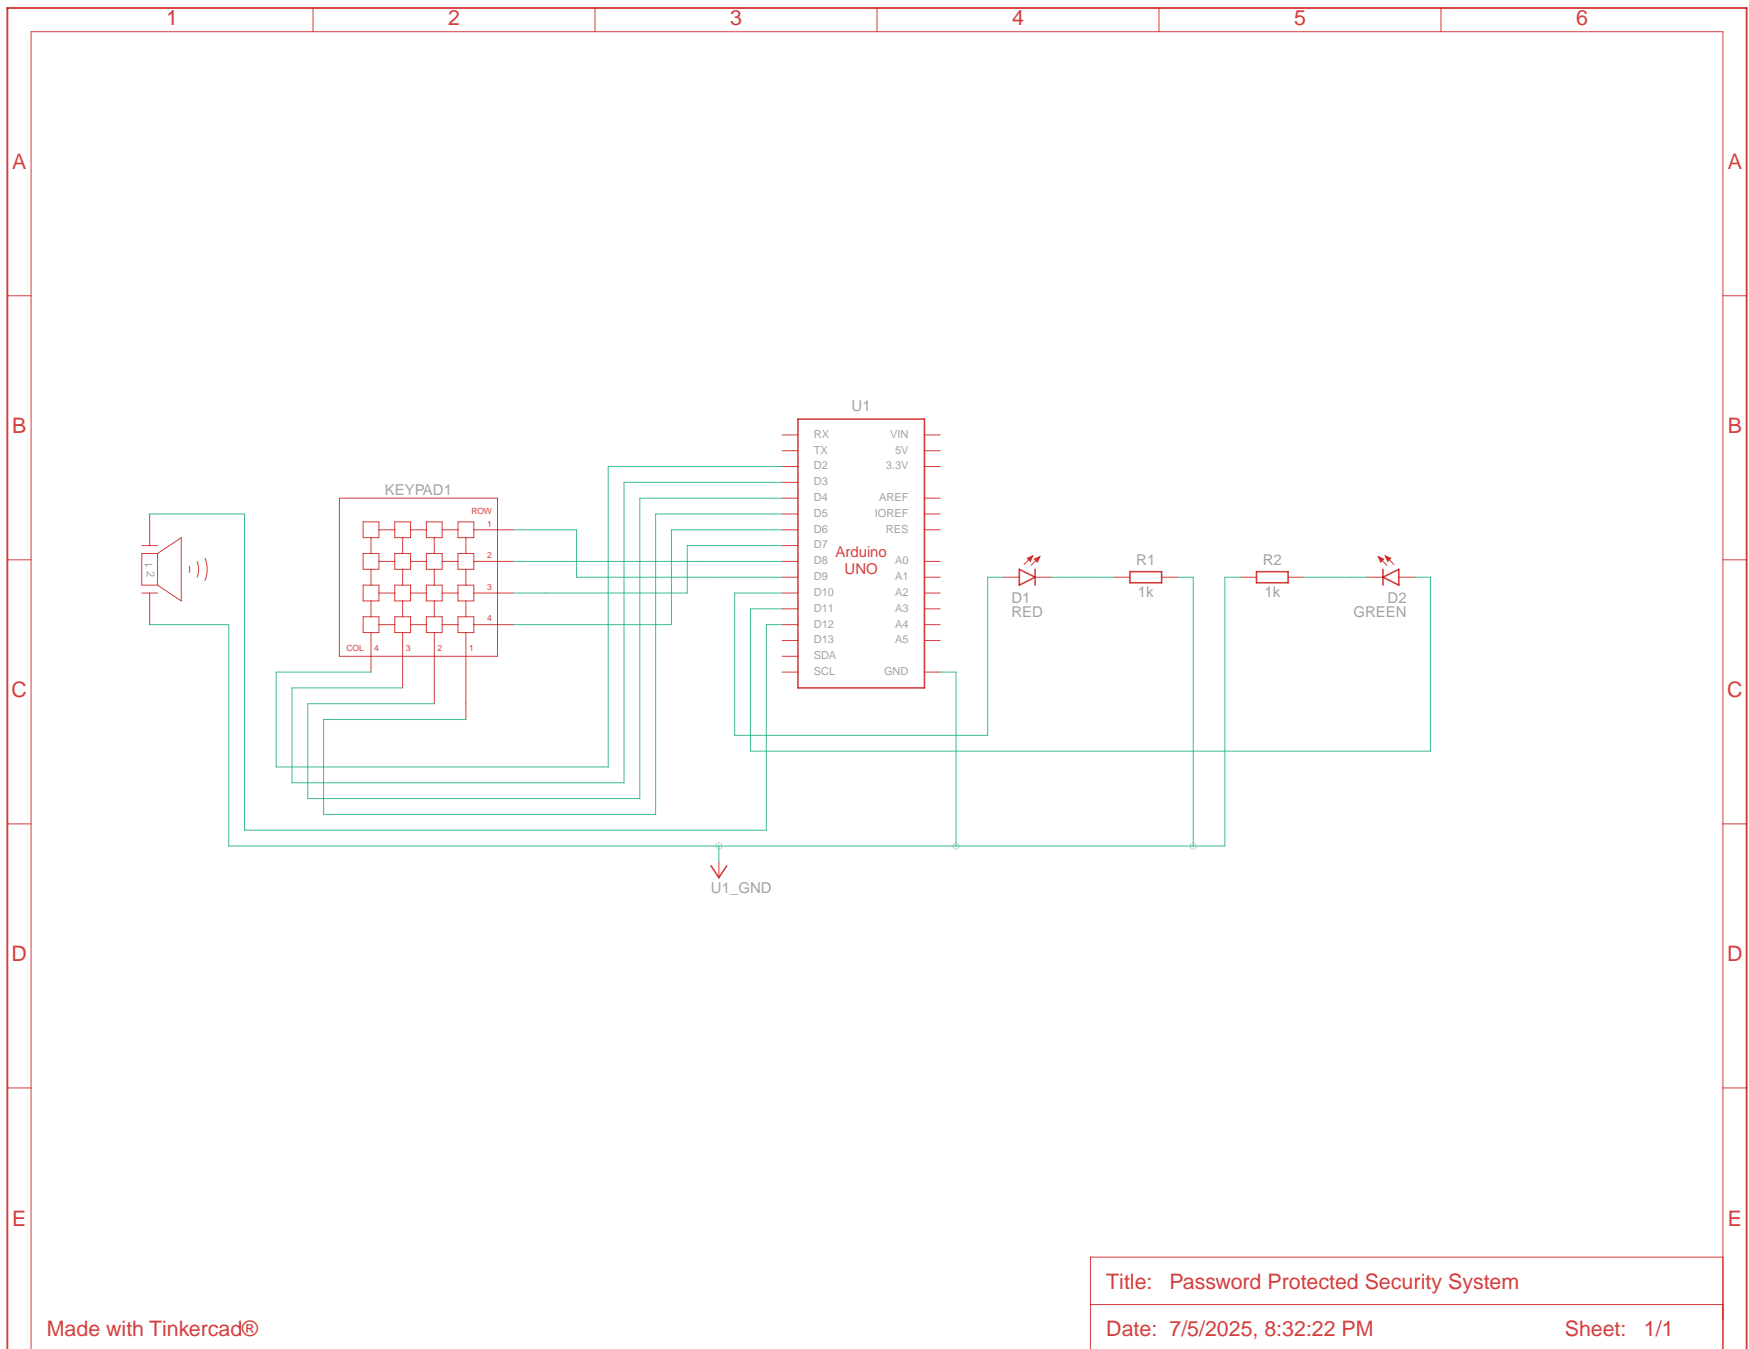 1 2 3 4 5 6
A A
B B
C C
D D
E E
U1
RX VIN
TX 5V
D2 3.3V
D3
D4 AREF
D5 IOREF
D6 RES
D7
D8 A0
D9 A1
D10 A2
D11 A3
D12 A4
D13 A5
SDA
SCL GND
Arduino
UNO
KEYPAD1
ROW
1
2
3
4
COL 4 3 2 1
1 2
D1
RED
R1
1k
R2
1k
D2
GREEN
U1_GND
Title: Password Protected Security System
Made with Tinkercad®
Date: 7/5/2025, 8:32:22 PM Sheet: 1/1